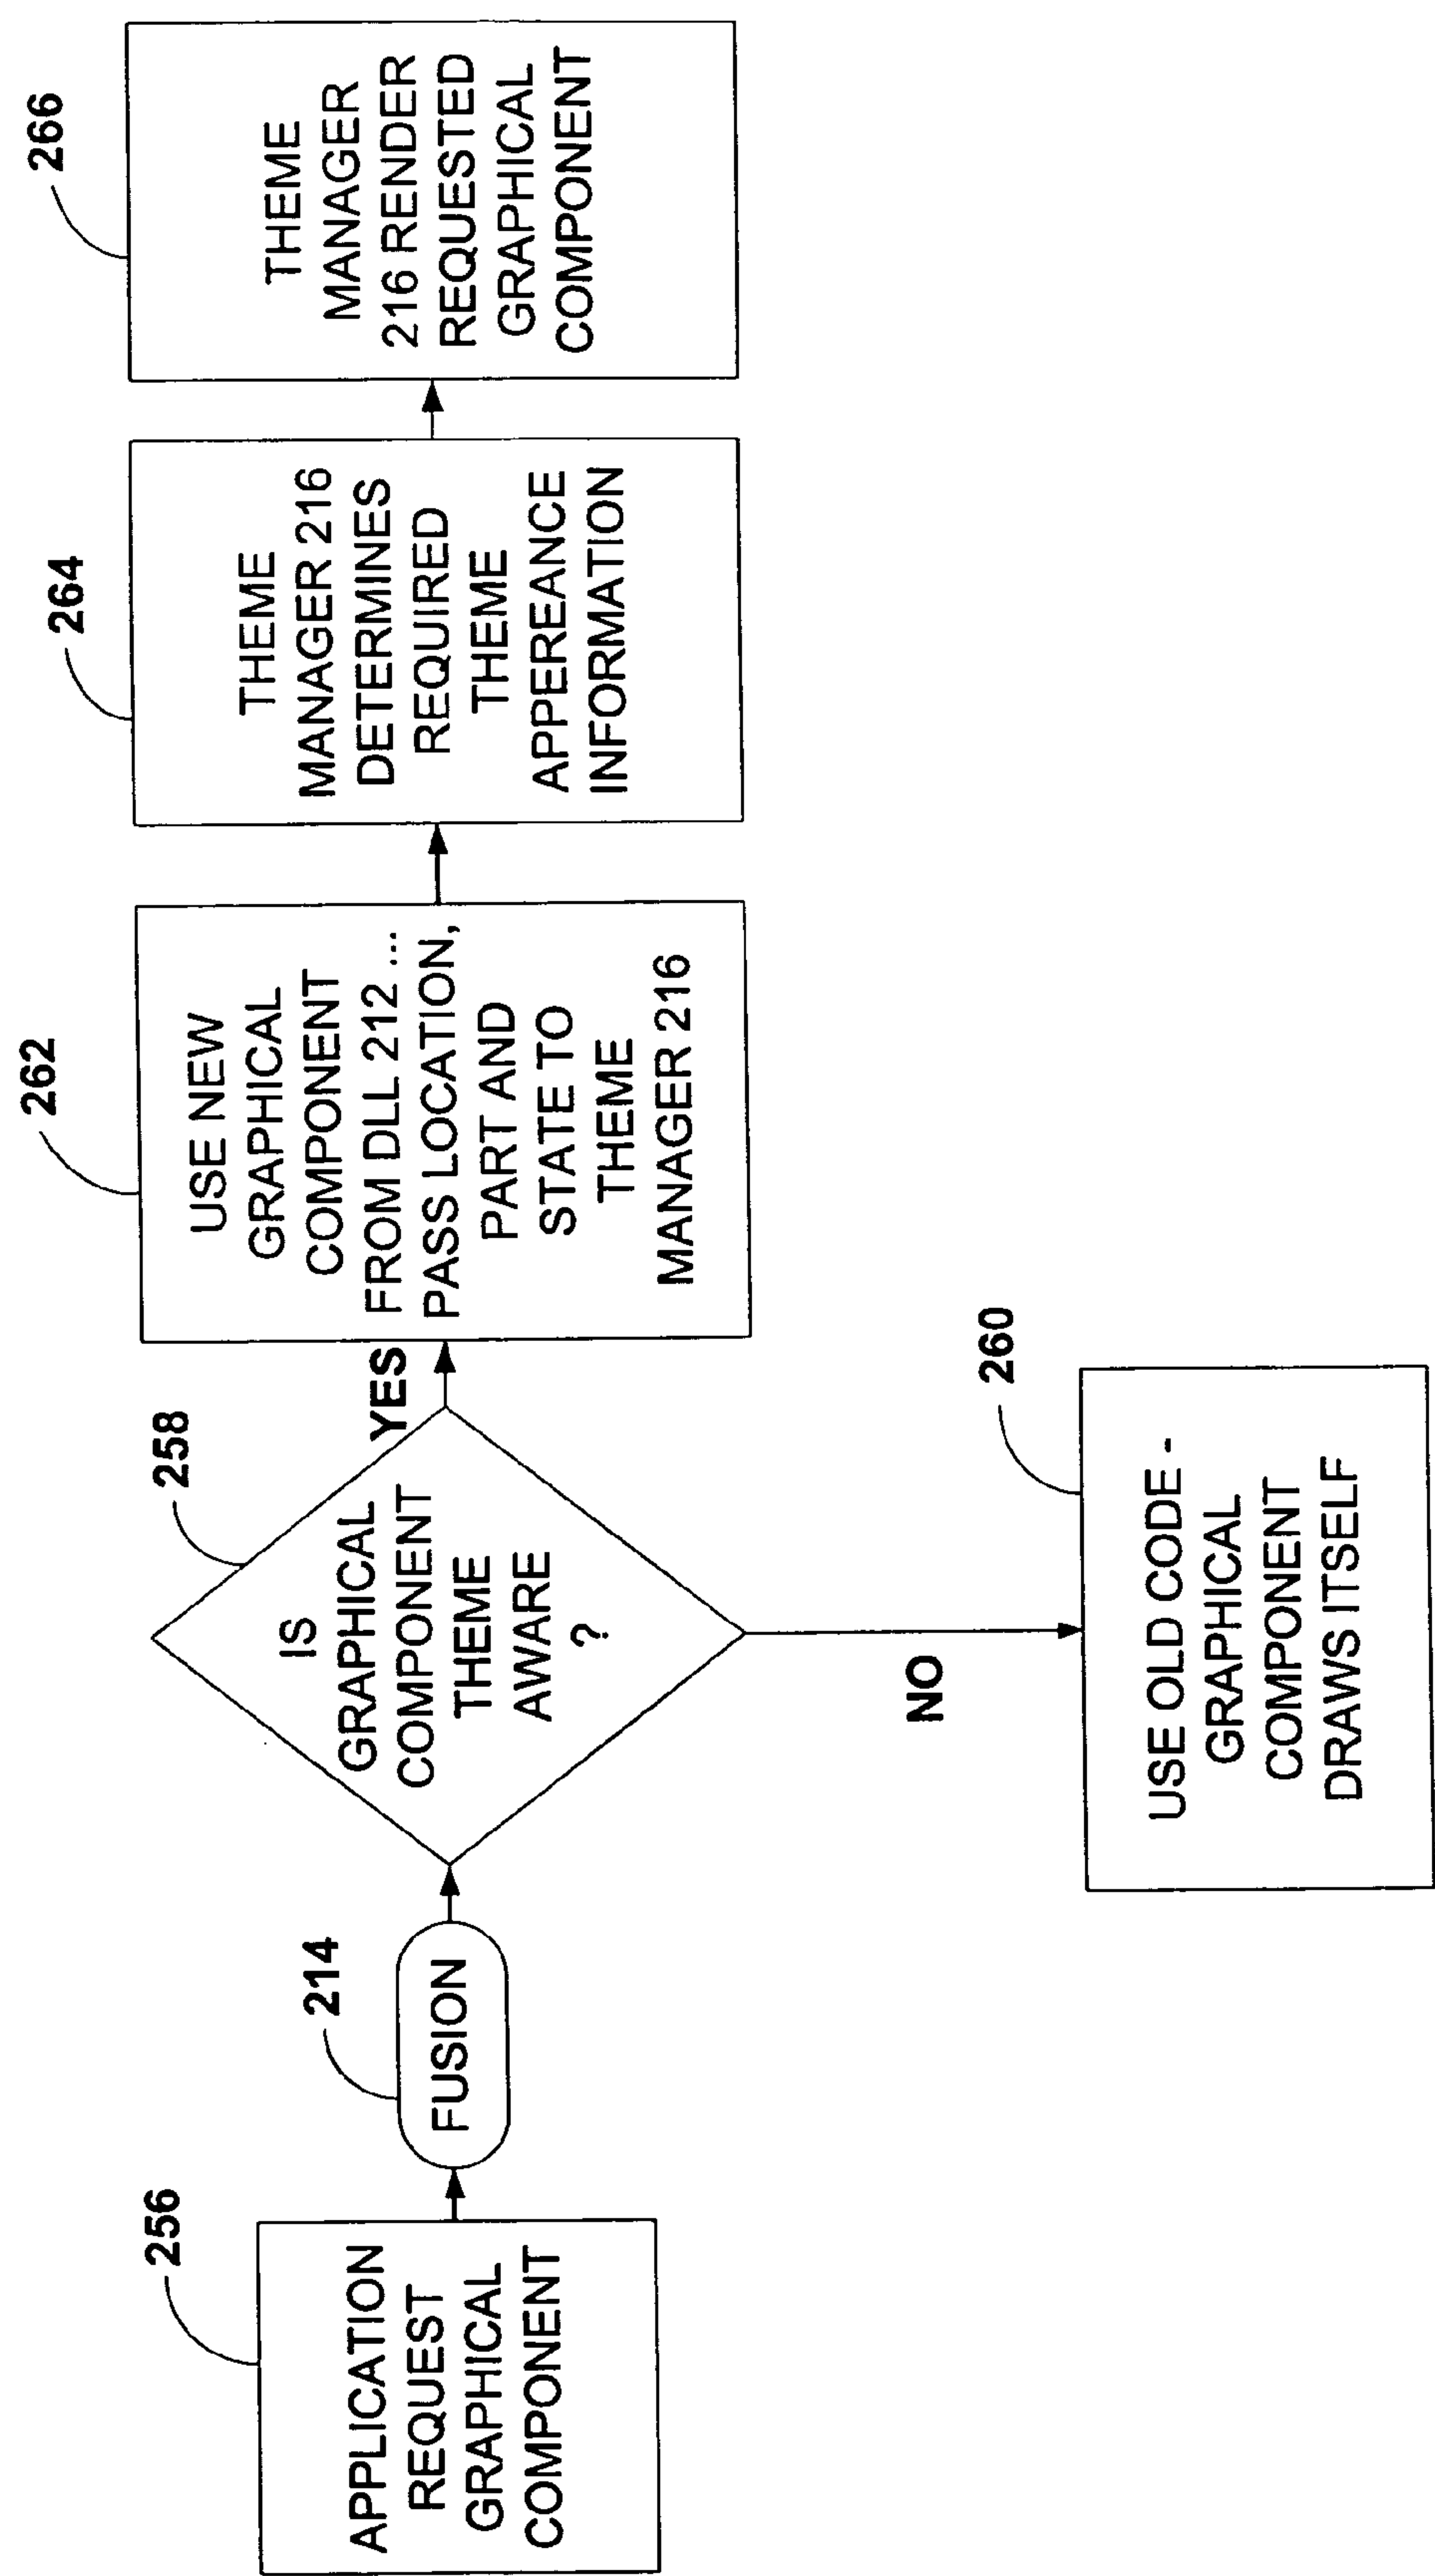 256
APPLICATION
REQUEST
GRAPHICAL
COMPONENT
214
FUSION
258
IS
GRAPHICAL
COMPONENT
THEME
AWARE
?
YES
NO
260
USE OLD CODE -
GRAPHICAL
COMPONENT
DRAWS ITSELF
262
USE NEW
GRAPHICAL
COMPONENT
FROM DLL 212 ...
PASS LOCATION,
PART AND
STATE TO
THEME
MANAGER 216
264
THEME
MANAGER 216
DETERMINES
REQUIRED
THEME
APPEREANCE
INFORMATION
266
THEME
MANAGER
216 RENDER
REQUESTED
GRAPHICAL
COMPONENT